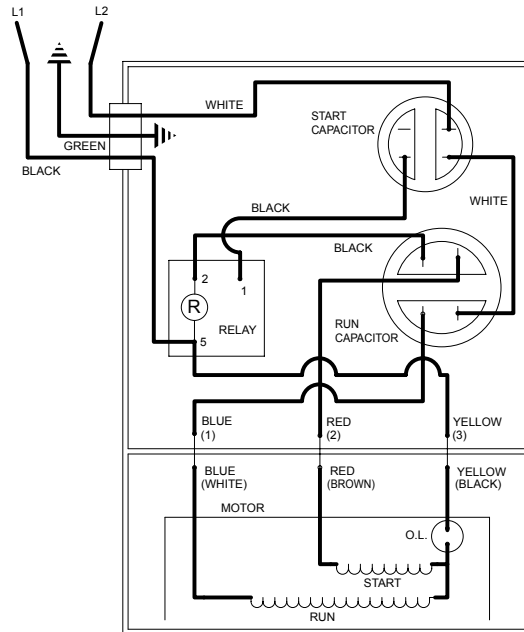 L1
L2
WHITE
START
CAPACITOR
GREEN
BLACK
WHITE
BLACK
BLACK
2
1
R
RELAY
RUN
CAPACITOR
5
BLUE
(1)
RED
(2)
YELLOW
(3)
BLUE
(WHITE)
RED
(BROWN)
YELLOW
(BLACK)
MOTOR
O.L.
START
RUN